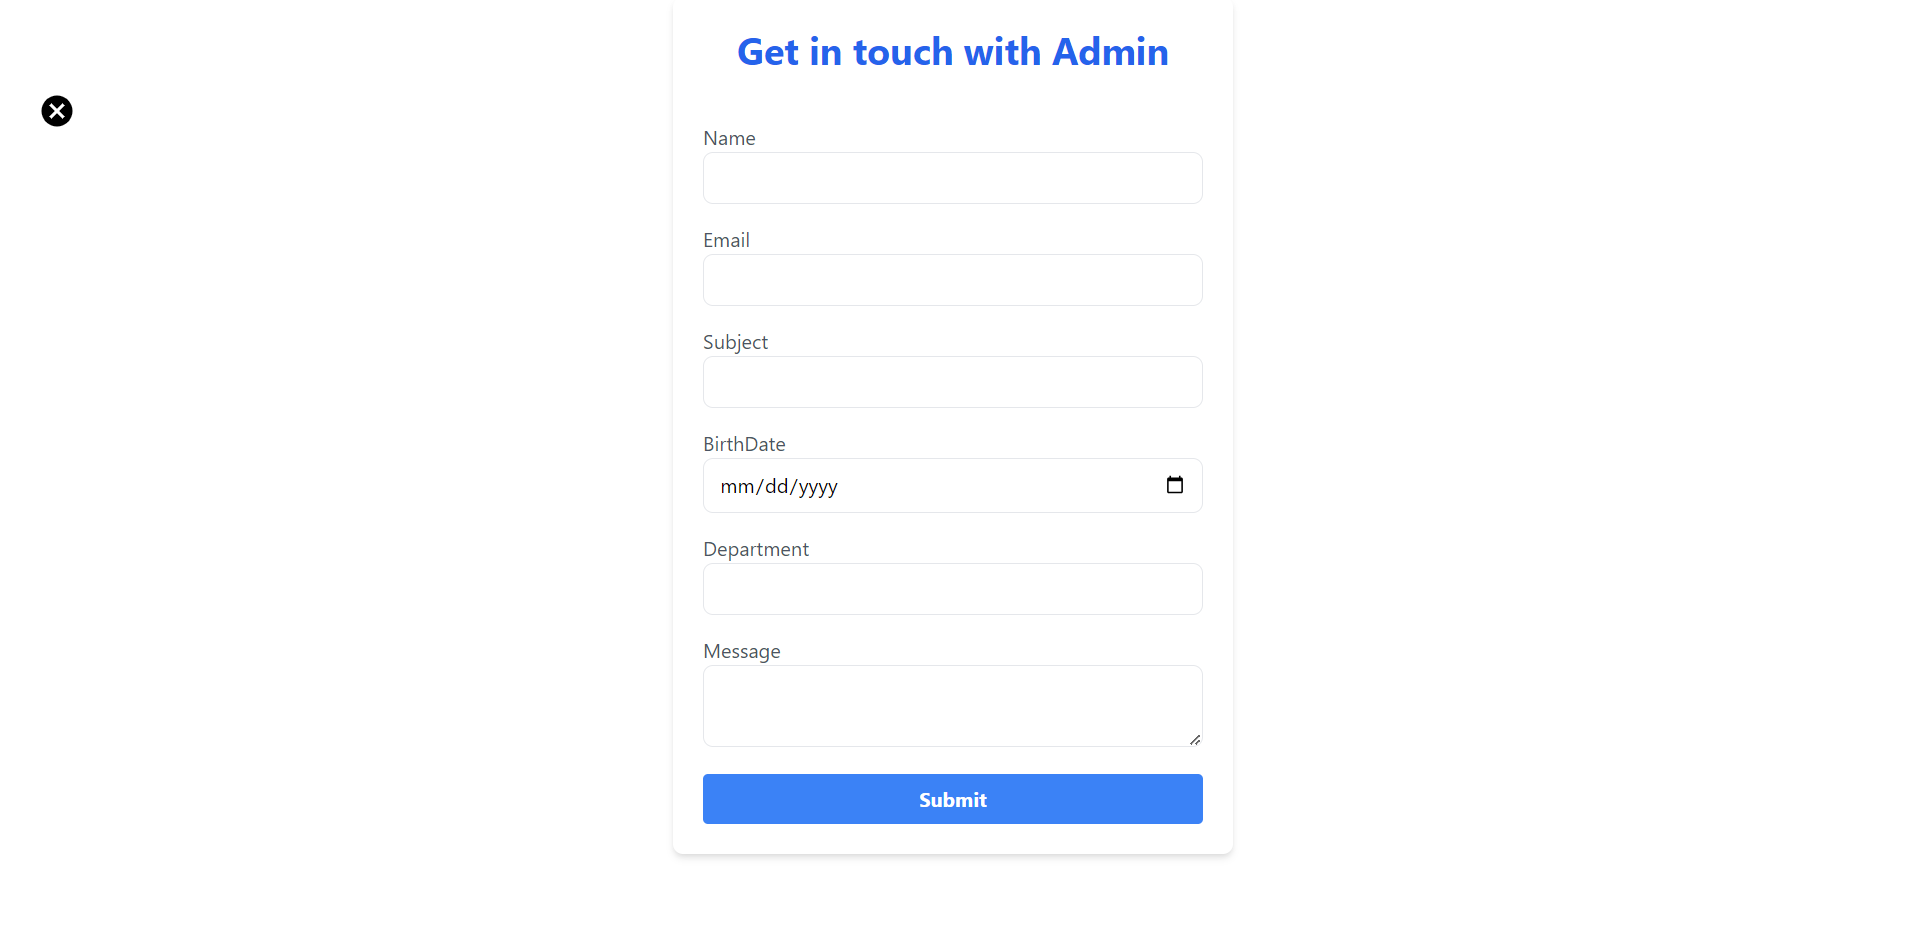 Get in touch with Admin
Name
Email
Subject
BirthDate
mm/dd/yyyy
Department
Message
Submit